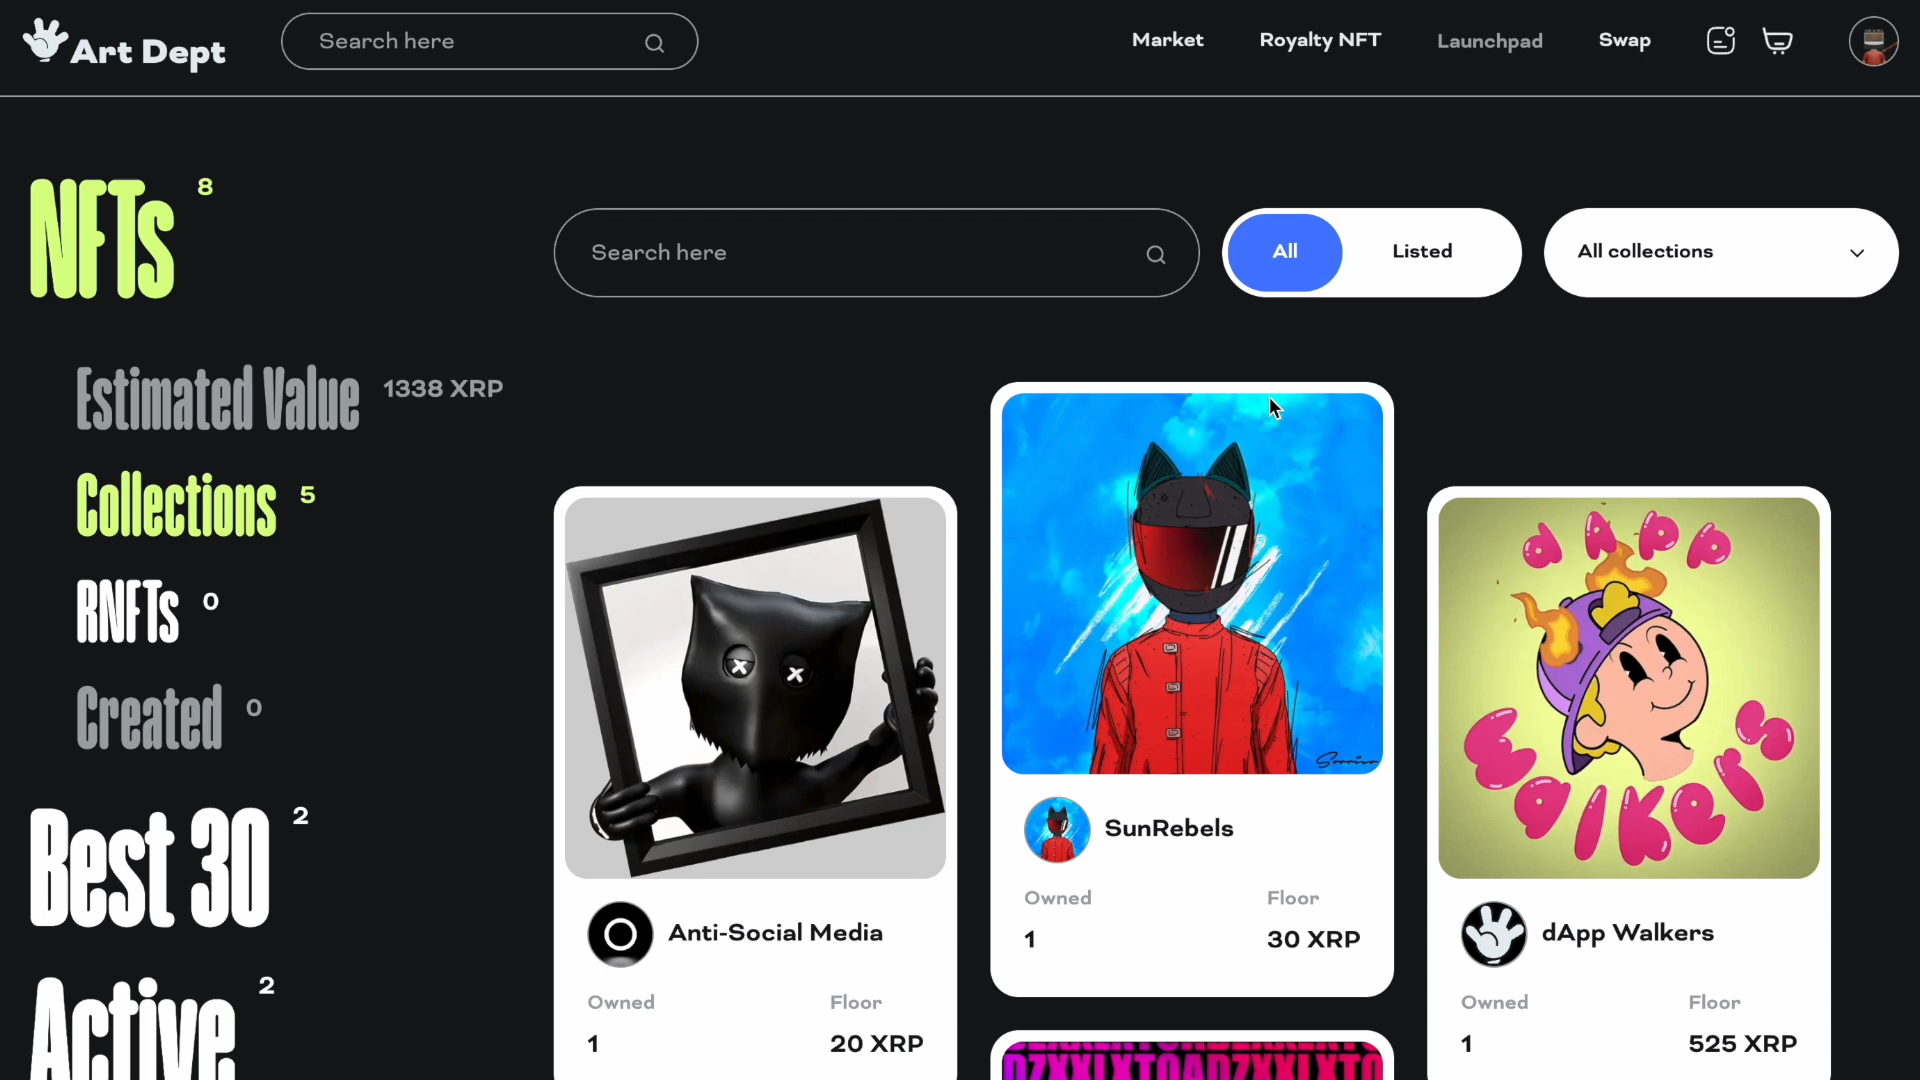 Art Dept
Search here
Market
Royalty NFT
Launchpad
Swap
NFTs 8
Search here
All
Listed
All collections
Estimated Value 1338 XRP
Collections 5
RNFTs 0
Created 0
Best 30 2
Active 2
Anti-Social Media
Owned
Floor
1
20 XRP
SunRebels
Owned
Floor
1
30 XRP
dApp
Walkers
dApp Walkers
Owned
Floor
1
525 XRP